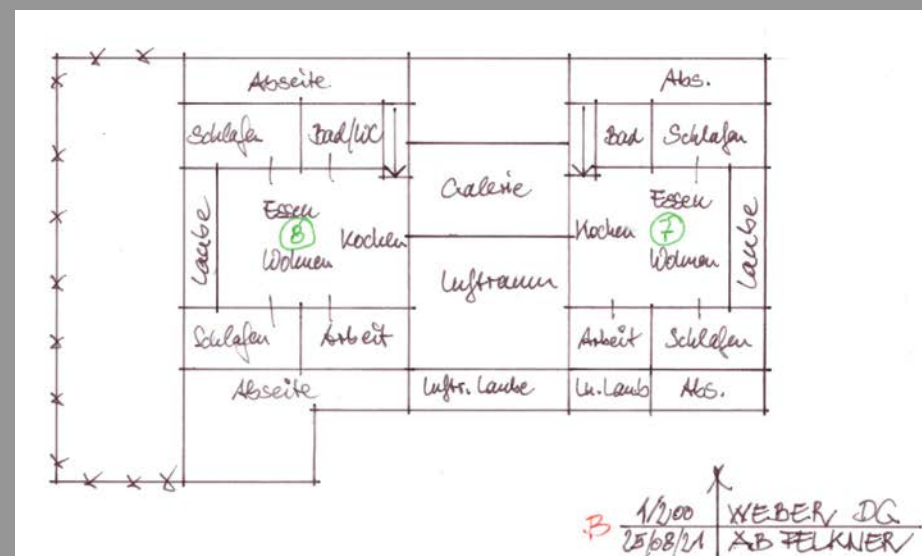 Abseite
Abs.
Schlafen
Bad/WC
Bad
Schlafen
Galerie
Laube
Essen
8
Wohnen
Kochen
Kochen
Essen
7
Wohnen
Laube
Luftraum
Schlafen
Arbeit
Arbeit
Schlafen
Abseite
Luftr. Laube
Lu.Laub
Abs.
B 1/200 WEBER DG
25/08/21 AB FELKNER